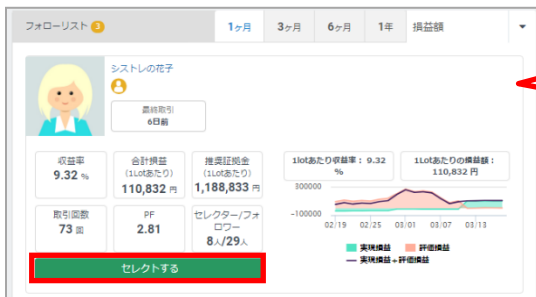 フォローリスト 3
1ヶ月 3ヶ月 6ヶ月 1年 損益額
システトレの花子
最終取引
6日前
収益率
9.32 %
合計損益
(1Lotあたり)
110,832 円
推奨証拠金
(1Lotあたり)
1,188,833 円
取引回数
73 回
PF
2.81
セレクター/フォ
ロワー
8人/29人
セレクトする
1lotあたり収益率： 9.32
%
1Lotあたりの損益額：
110,832 円
300000
-100000
02/19 02/25 03/01 03/07 03/13
実現損益 評価損益
実現損益+評価損益